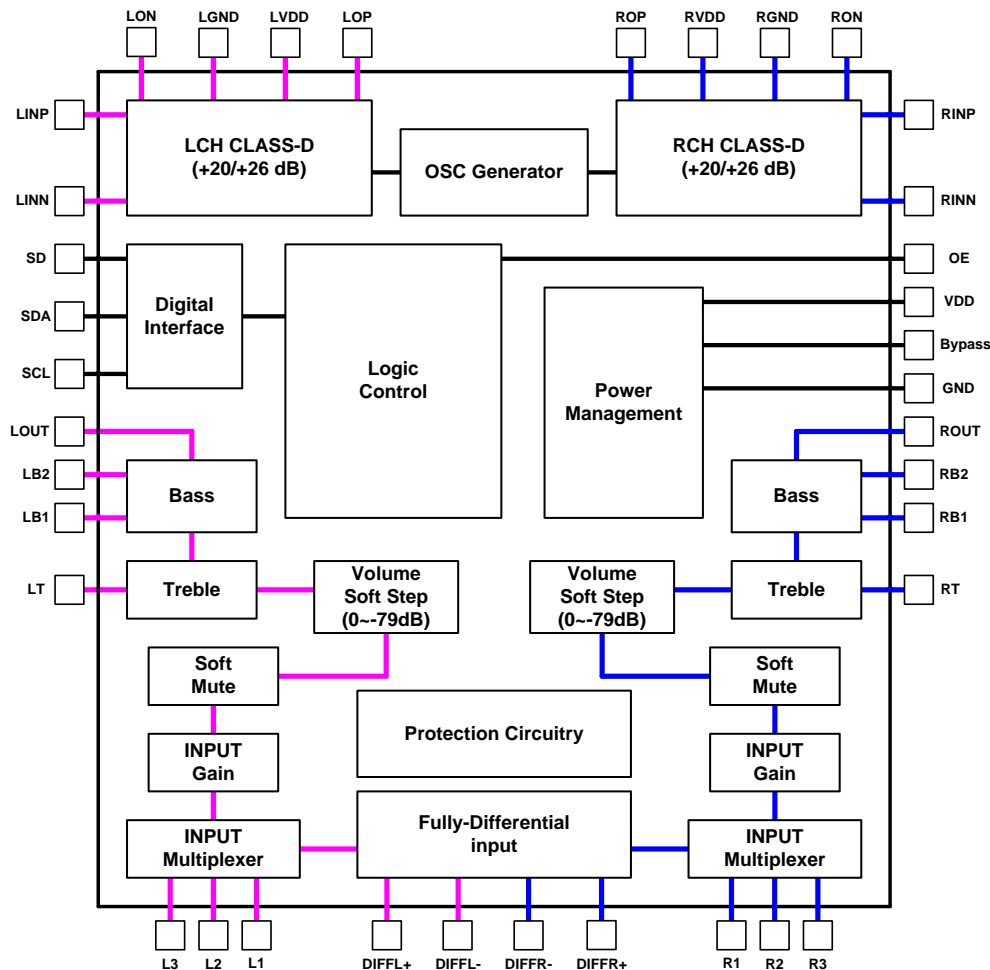 LON
LGND
LVDD
LOP
ROP
RVDD
RGND
RON
LINP
LCH CLASS-D
(+20/+26 dB)
OSC Generator
RCH CLASS-D
(+20/+26 dB)
RINP
LINN
RINN
SD
OE
SDA
Digital
Interface
VDD
Bypass
SCL
Logic
Control
Power
Management
GND
LOUT
ROUT
LB2
Bass
Bass
RB2
LB1
RB1
LT
Treble
Volume
Soft Step
(0~-79dB)
Volume
Soft Step
(0~-79dB)
Treble
RT
Soft
Mute
Soft
Mute
Protection Circuitry
INPUT
Gain
INPUT
Gain
INPUT
Multiplexer
Fully-Differential
input
INPUT
Multiplexer
L3
L2
L1
DIFFL+
DIFFL-
DIFFR-
DIFFR+
R1
R2
R3